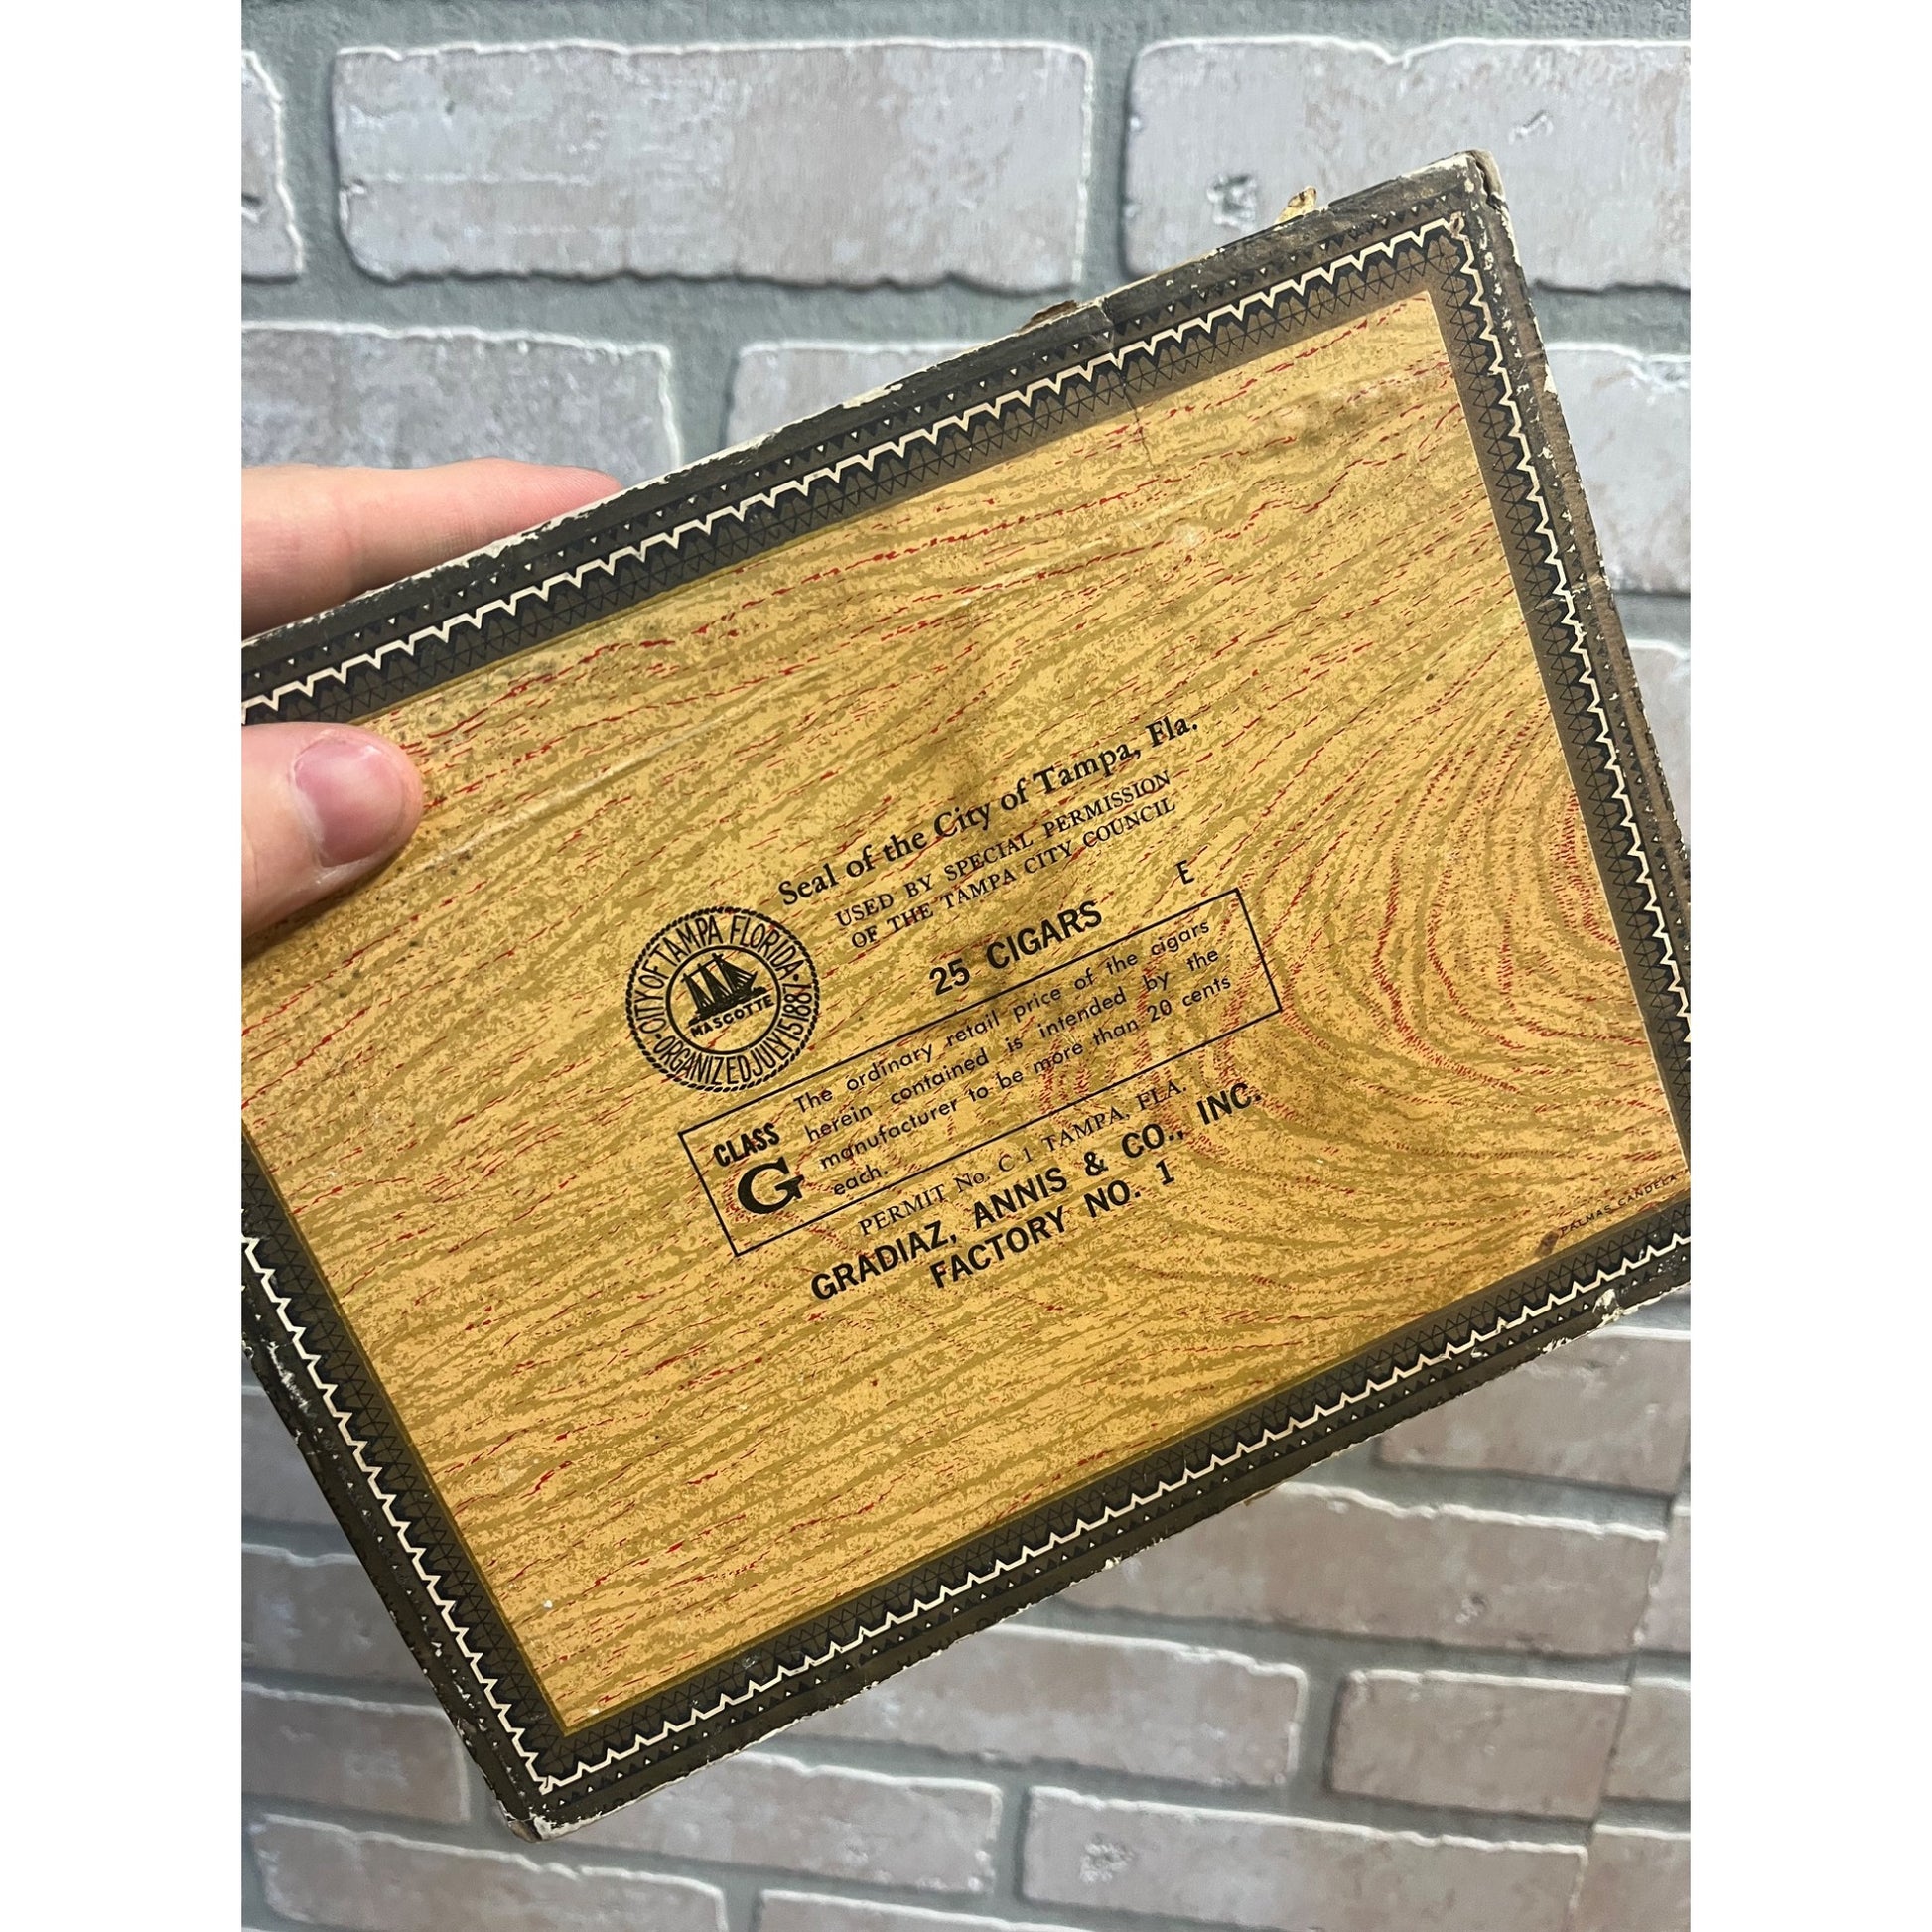 Seal of the City of Tampa, Fla.
USED BY SPECIAL PERMISSION
OF THE TAMPA CITY COUNCIL
CITY OF TAMPA FLORIDA
MASCOTTE
ORGANIZED JULY 15 1887
25 CIGARS
E
CLASS
G
The ordinary retail price of the cigars
herein contained is intended by the
manufacturer to be more than 20 cents
each.
PERMIT No. C 1 TAMPA, FLA.
GRADIAZ, ANNIS & CO., INC.
FACTORY NO. 1
PALMAS CANDELA